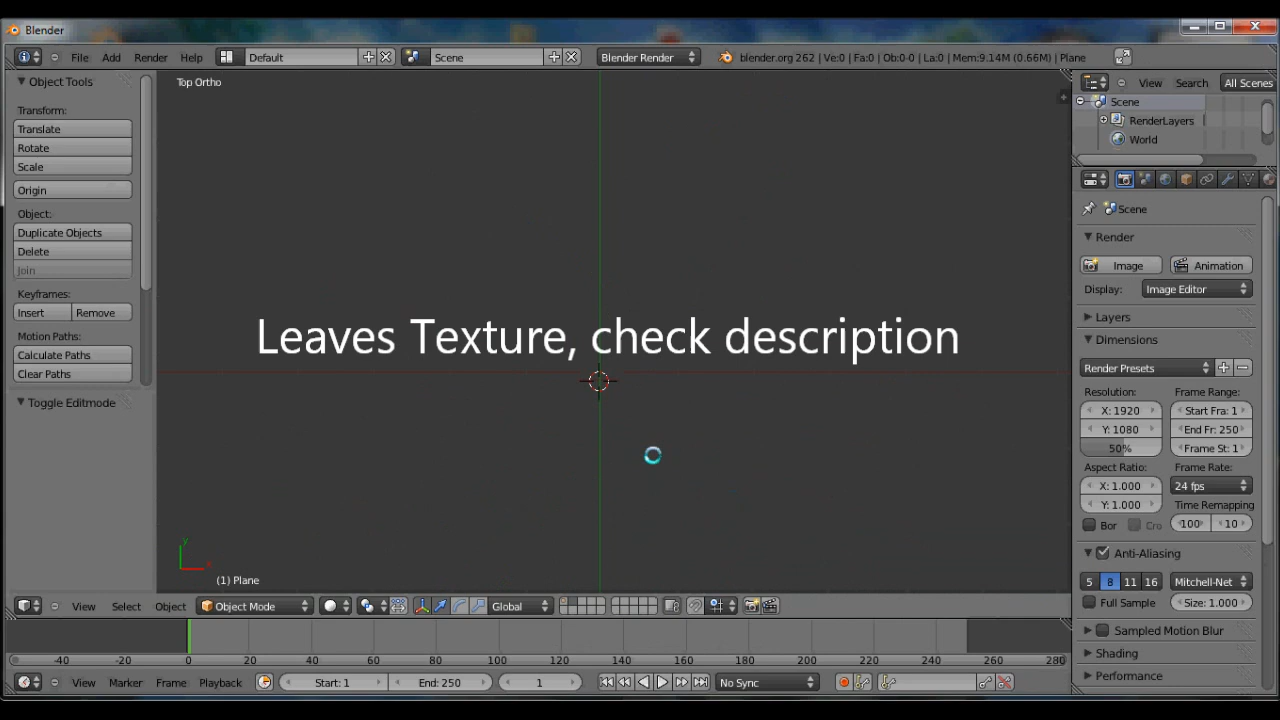 Blender
File Add Render Help Default Scene Blender Render blender.org 262 | Ve:0 | Fa:0 | Ob:0-0 | La:0 | Mem:9.14M (0.66M) | Plane
Object Tools
Transform:
Translate
Rotate
Scale
Origin
Object:
Duplicate Objects
Delete
Join
Keyframes:
Insert Remove
Motion Paths:
Calculate Paths
Clear Paths
Toggle Editmode
Top Ortho
Leaves Texture, check description
y
x
(1) Plane
View Select Object Object Mode Global
-40 -20 0 20 40 60 80 100 120 140 160 180 200 220 240 260 280
View Marker Frame Playback Start: 1 End: 250 1 No Sync
View Search All Scenes
Scene
RenderLayers
World
Scene
Render
Image Animation
Display: Image Editor
Layers
Dimensions
Render Presets
Resolution: Frame Range:
X: 1920 Start Fra: 1
Y: 1080 End Fr: 250
50% Frame St: 1
Aspect Ratio: Frame Rate:
X: 1.000 24 fps
Y: 1.000 Time Remapping
Bor Cro 100 10
Anti-Aliasing
5 8 11 16 Mitchell-Net
Full Sample Size: 1.000
Sampled Motion Blur
Shading
Performance